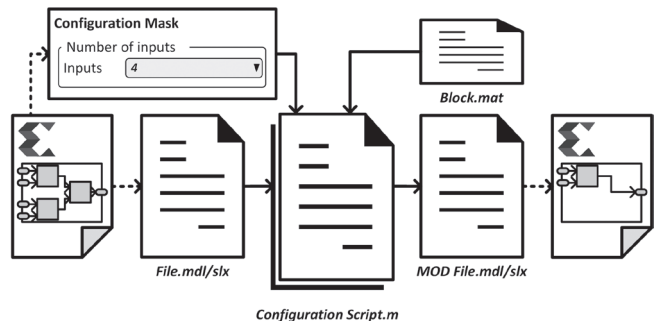 Configuration Mask
Number of inputs
Inputs 4
Block.mat
File.mdl/slx
MOD File.mdl/slx
Configuration Script.m